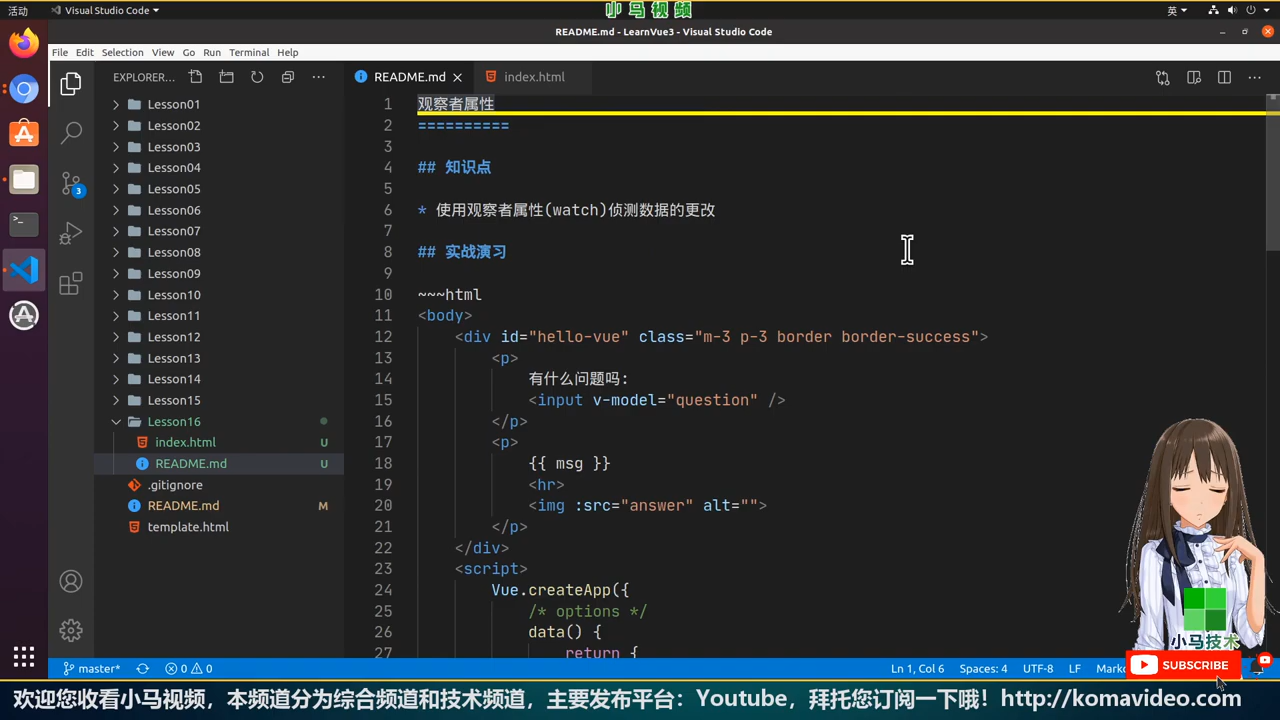 活动
Visual Studio Code
小马视频
英
README.md - LearnVue3 - Visual Studio Code
File Edit Selection View Go Run Terminal Help
EXPLORER...
README.md
index.html
Lesson01
Lesson02
Lesson03
Lesson04
Lesson05
Lesson06
Lesson07
Lesson08
Lesson09
Lesson10
Lesson11
Lesson12
Lesson13
Lesson14
Lesson15
Lesson16
index.html U
README.md U
.gitignore
README.md M
template.html
3
1 观察者属性
2 ==========
3
4 ## 知识点
5
6 * 使用观察者属性(watch)侦测数据的更改
7
8 ## 实战演习
9
10 ~~~html
11 <body>
12 <div id="hello-vue" class="m-3 p-3 border border-success">
13 <p>
14 有什么问题吗:
15 <input v-model="question" />
16 </p>
17 <p>
18 {{ msg }}
19 <hr>
20 <img :src="answer" alt="">
21 </p>
22 </div>
23 <script>
24 Vue.createApp({
25 /* options */
26 data() {
27 return {
小马技术
SUBSCRIBE
master* 0 0
Ln 1, Col 6 Spaces: 4 UTF-8 LF Marko
欢迎您收看小马视频，本频道分为综合频道和技术频道，主要发布平台：Youtube，拜托您订阅一下哦！http://komavideo.com